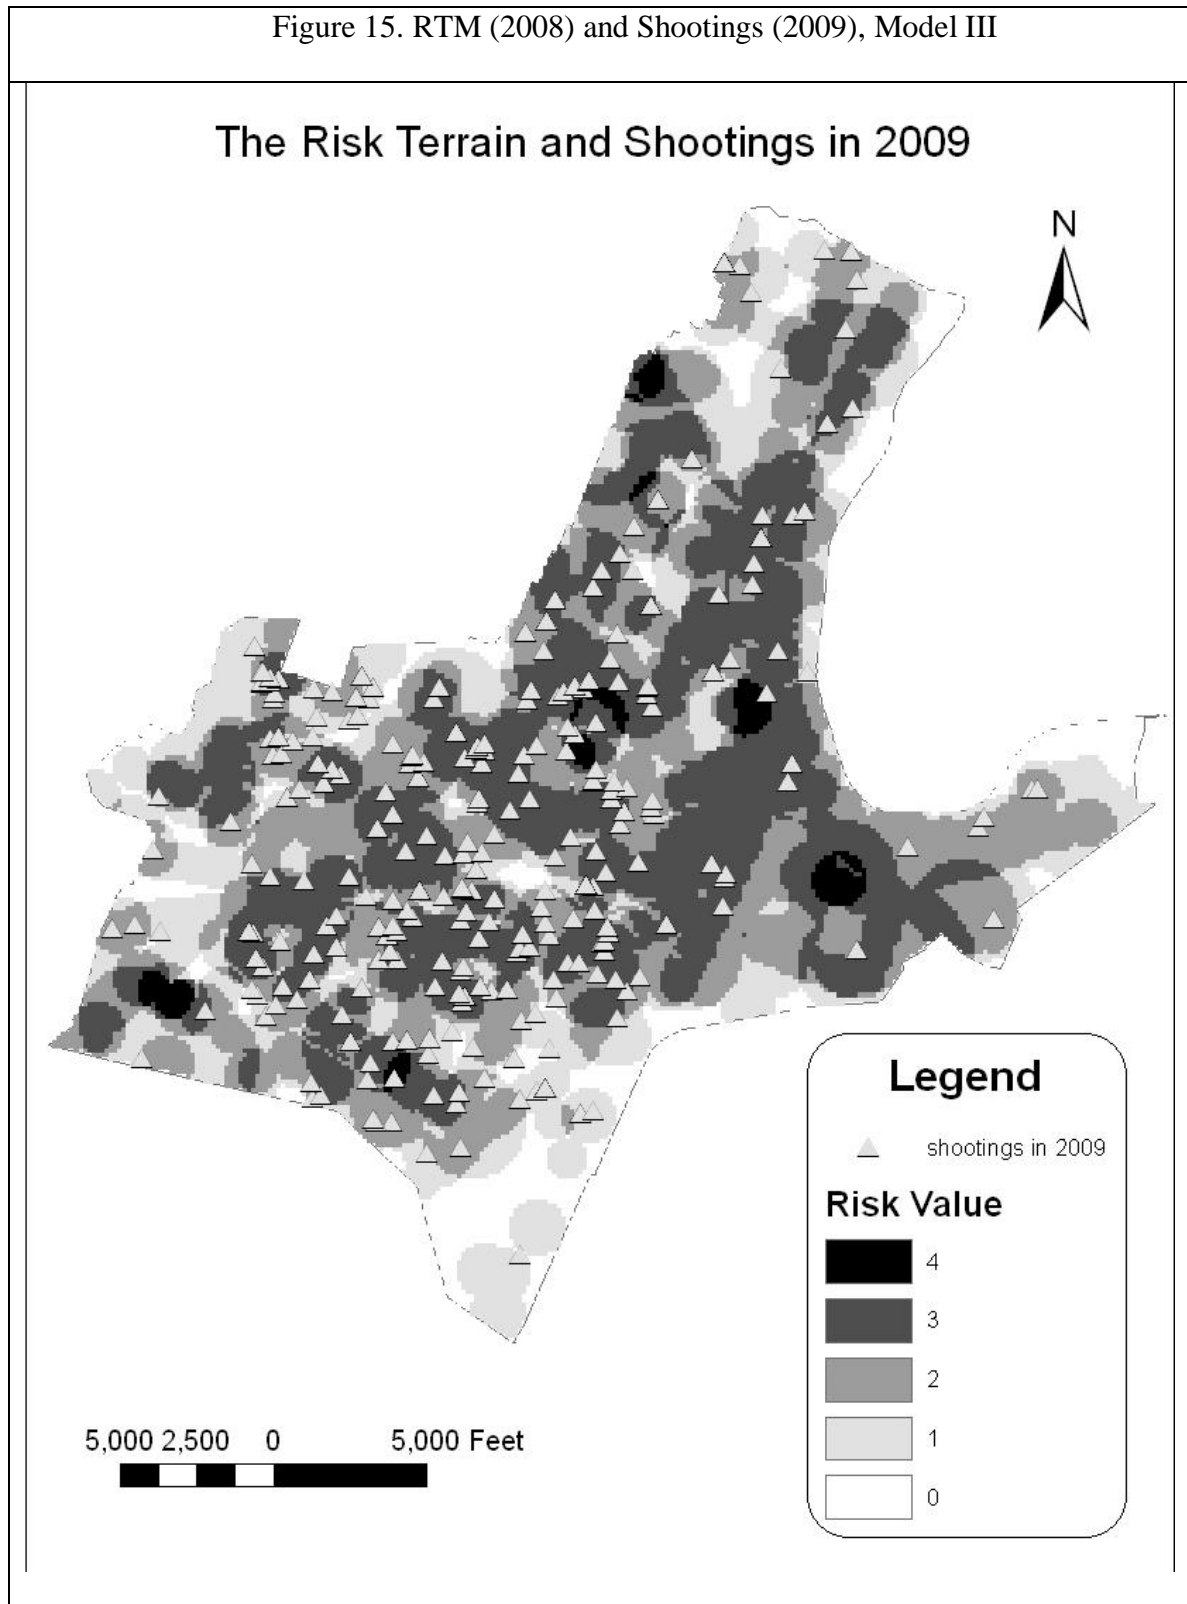 Figure 15. RTM (2008) and Shootings (2009), Model III
The Risk Terrain and Shootings in 2009
N
Legend
shootings in 2009
Risk Value
4
3
2
1
0
5,000 2,500 0 5,000 Feet